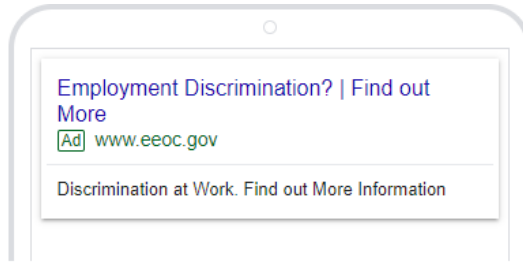 Employment Discrimination? | Find out
More
Ad www.eeoc.gov
Discrimination at Work. Find out More Information